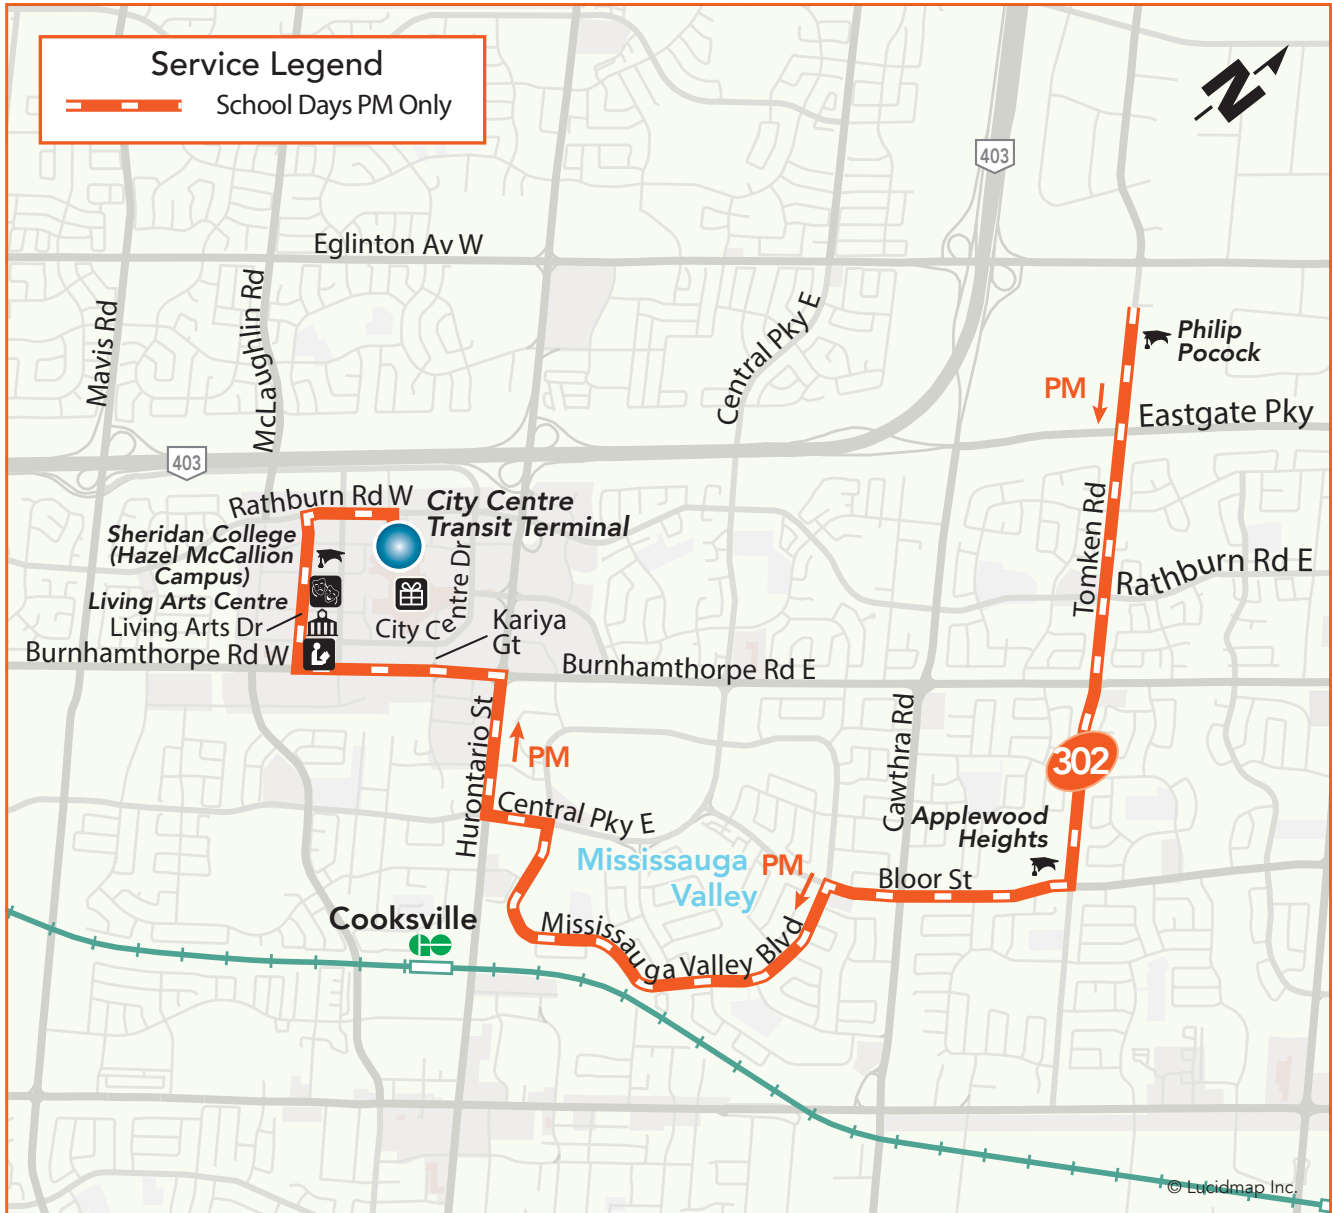 Service Legend
School Days PM Only
N
403
Eglinton Av W
Mavis Rd
McLaughlin Rd
Central Pky E
Philip
Pocock
PM
Eastgate Pky
403
Rathburn Rd W
City Centre
Transit Terminal
Sheridan College
(Hazel McCallion
Campus)
Living Arts Centre
Living Arts Dr
City Centre Dr
Kariya
Gt
Tomken Rd
Rathburn Rd E
Burnhamthorpe Rd W
Burnhamthorpe Rd E
Hurontario St
PM
Cawthra Rd
302
Central Pky E
Applewood
Heights
Mississauga
Valley
PM
Bloor St
Cooksville
GO
Mississauga Valley Blvd
© Lucidmap Inc.